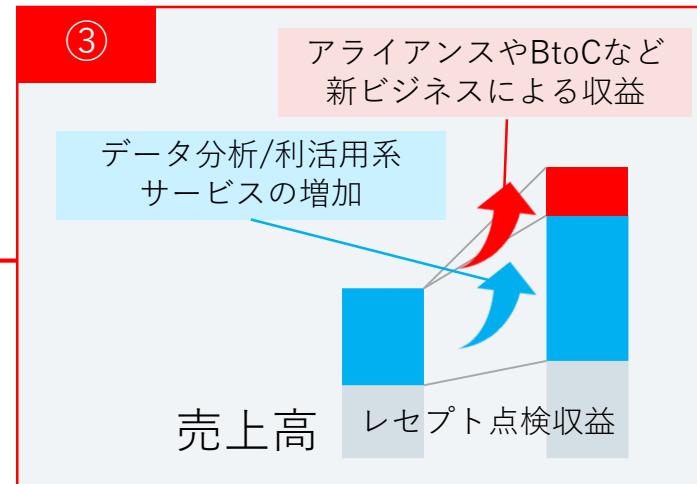 ③
アライアンスやBtoCなど
新ビジネスによる収益
データ分析/利活用系
サービスの増加
売上高
レセプト点検収益